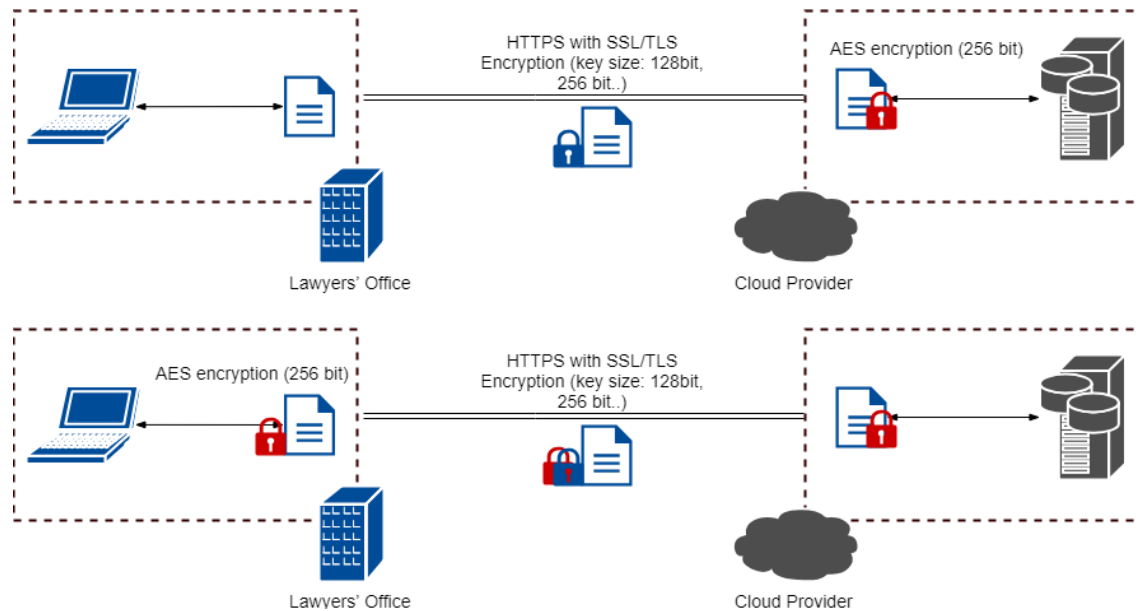 HTTPS with SSL/TLS
Encryption (key size: 128bit,
256 bit..)
AES encryption (256 bit)
Lawyers' Office
Cloud Provider
AES encryption (256 bit)
HTTPS with SSL/TLS
Encryption (key size: 128bit,
256 bit..)
Lawyers' Office
Cloud Provider